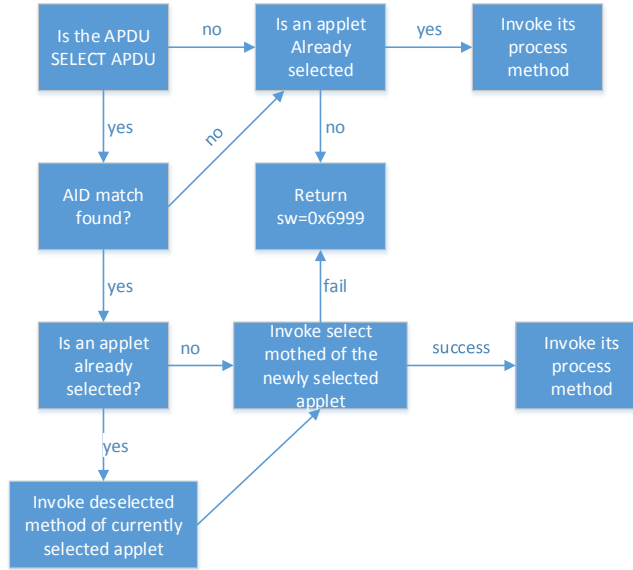 Is the APDU
SELECT APDU
no
Is an applet
Already
selected
yes
Invoke its
process
method
yes
no
no
AID match
found?
Return
sw=0x6999
yes
fail
Is an applet
already
selected?
no
Invoke select
mothed of the
newly selected
applet
success
Invoke its
process
method
yes
Invoke deselected
method of currently
selected applet